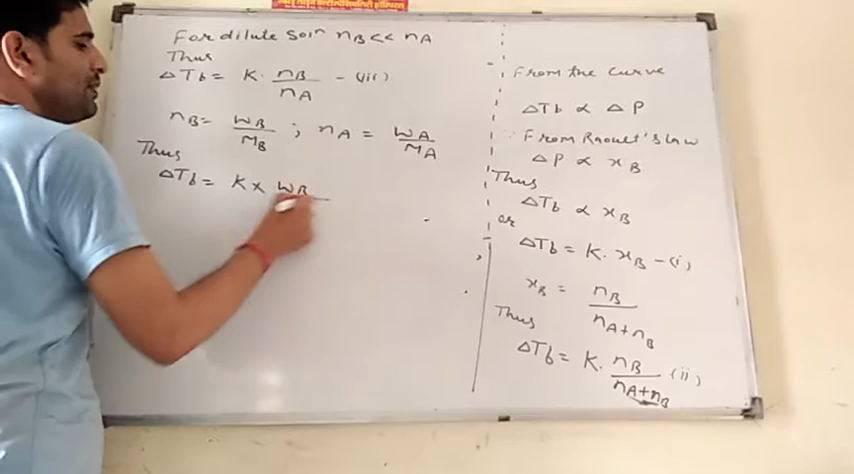 For dilute Soln nB << nA
Thus
ΔTb = K. nB/nA - (iii)
nB = WB/MB ; nA = WA/MA
Thus
ΔTb = K x WB
From the curve
ΔTb ∝ ΔP
∵ From Raoult's Law
ΔP ∝ xB
Thus
ΔTb ∝ xB
or
ΔTb = K. xB - (i)
xB = nB/nA+nB
Thus
ΔTb = K. nB/nA+nB (ii)